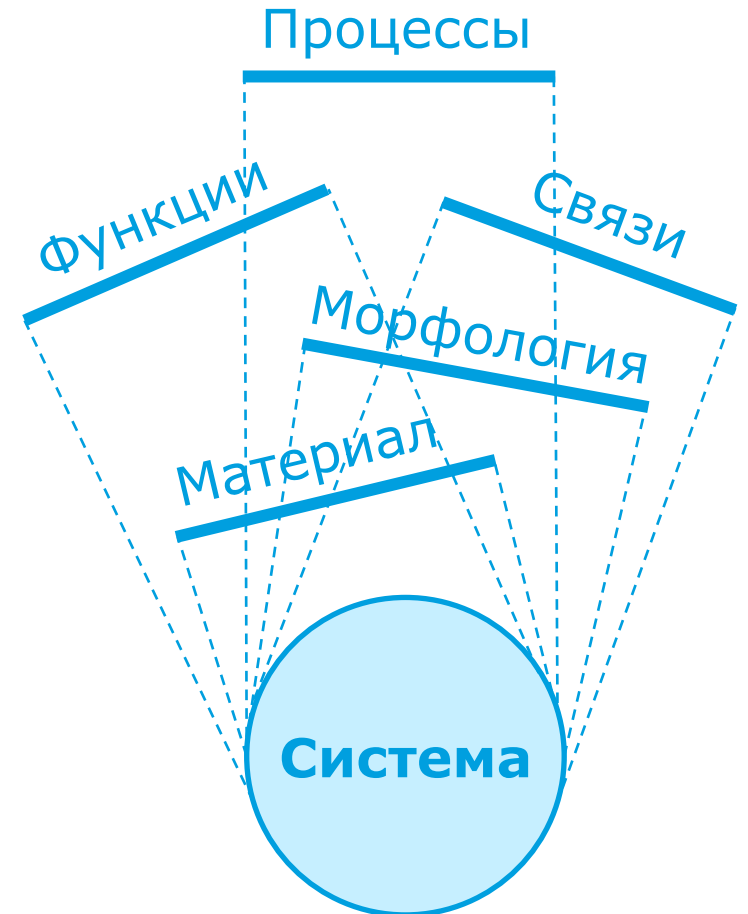 Процессы
Функции
Связи
Морфология
Материал
Система